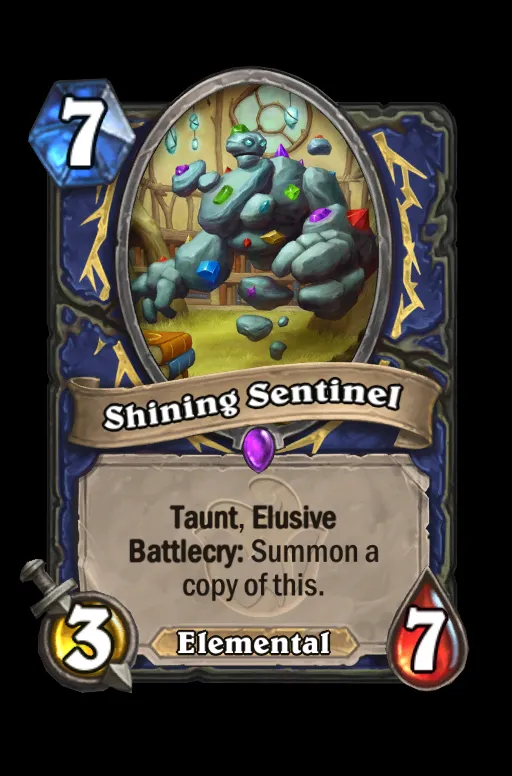 7
Shining Sentinel
Taunt, Elusive
Battlecry: Summon a
copy of this.
3
Elemental
7